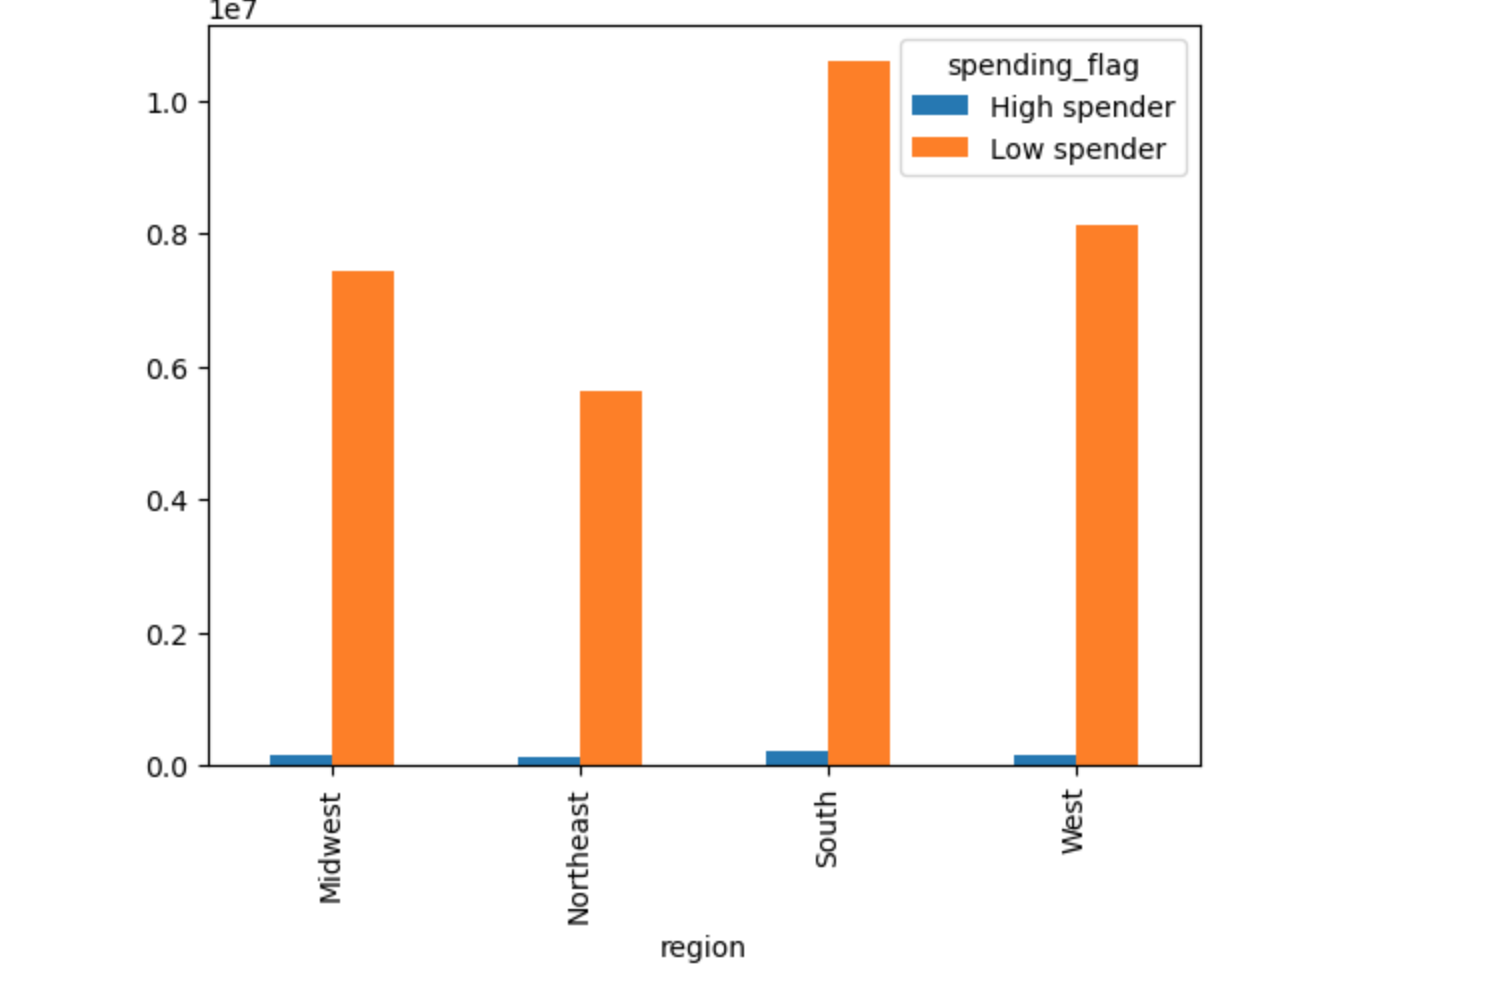 1e7
spending_flag
High spender
Low spender
1.0
0.8
0.6
0.4
0.2
0.0
Midwest
Northeast
South
West
region